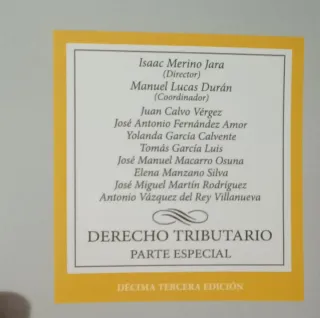 Isaac Merino Jara
(Director)
Manuel Lucas Durán
(Coordinador)
Juan Calvo Vérgez
José Antonio Fernández Amor
Yolanda García Calvente
Tomás García Luis
José Manuel Macarro Osuna
Elena Manzano Silva
José Miguel Martín Rodríguez
Antonio Vázquez del Rey Villanueva
DERECHO TRIBUTARIO
PARTE ESPECIAL
DÉCIMA TERCERA EDICIÓN